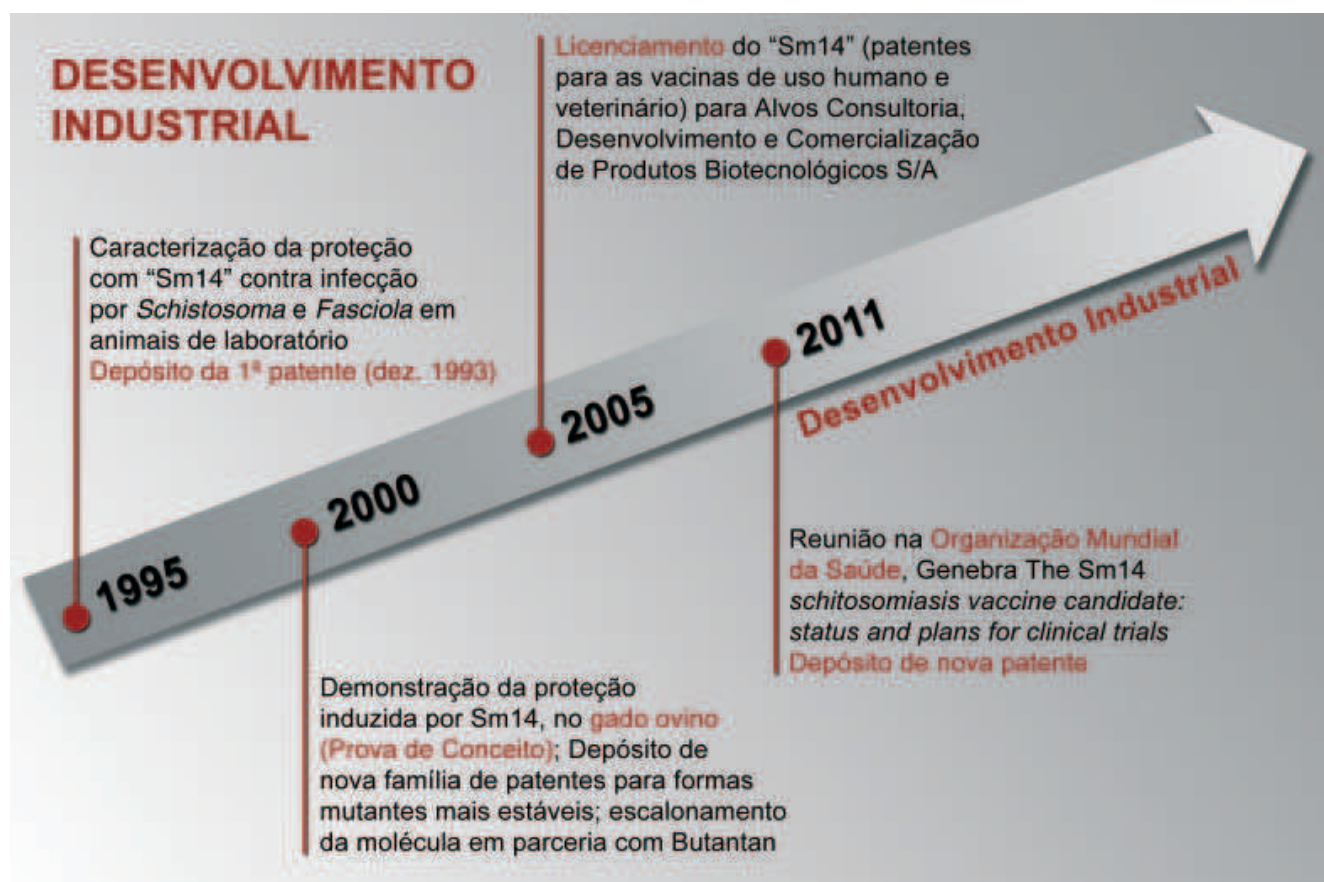 DESENVOLVIMENTO
INDUSTRIAL
Licenciamento do “Sm14” (patentes
para as vacinas de uso humano e
veterinário) para Alvos Consultoria,
Desenvolvimento e Comercialização
de Produtos Biotecnológicos S/A
Caracterização da proteção
com “Sm14” contra infecção
por Schistosoma e Fasciola em
animais de laboratório
Depósito da 1ª patente (dez. 1993)
1995
2000
2005
2011
Desenvolvimento Industrial
Demonstração da proteção
induzida por Sm14, no gado ovino
(Prova de Conceito); Depósito de
nova família de patentes para formas
mutantes mais estáveis; escalonamento
da molécula em parceria com Butantan
Reunião na Organização Mundial
da Saúde, Genebra The Sm14
schitosomiasis vaccine candidate:
status and plans for clinical trials
Depósito de nova patente